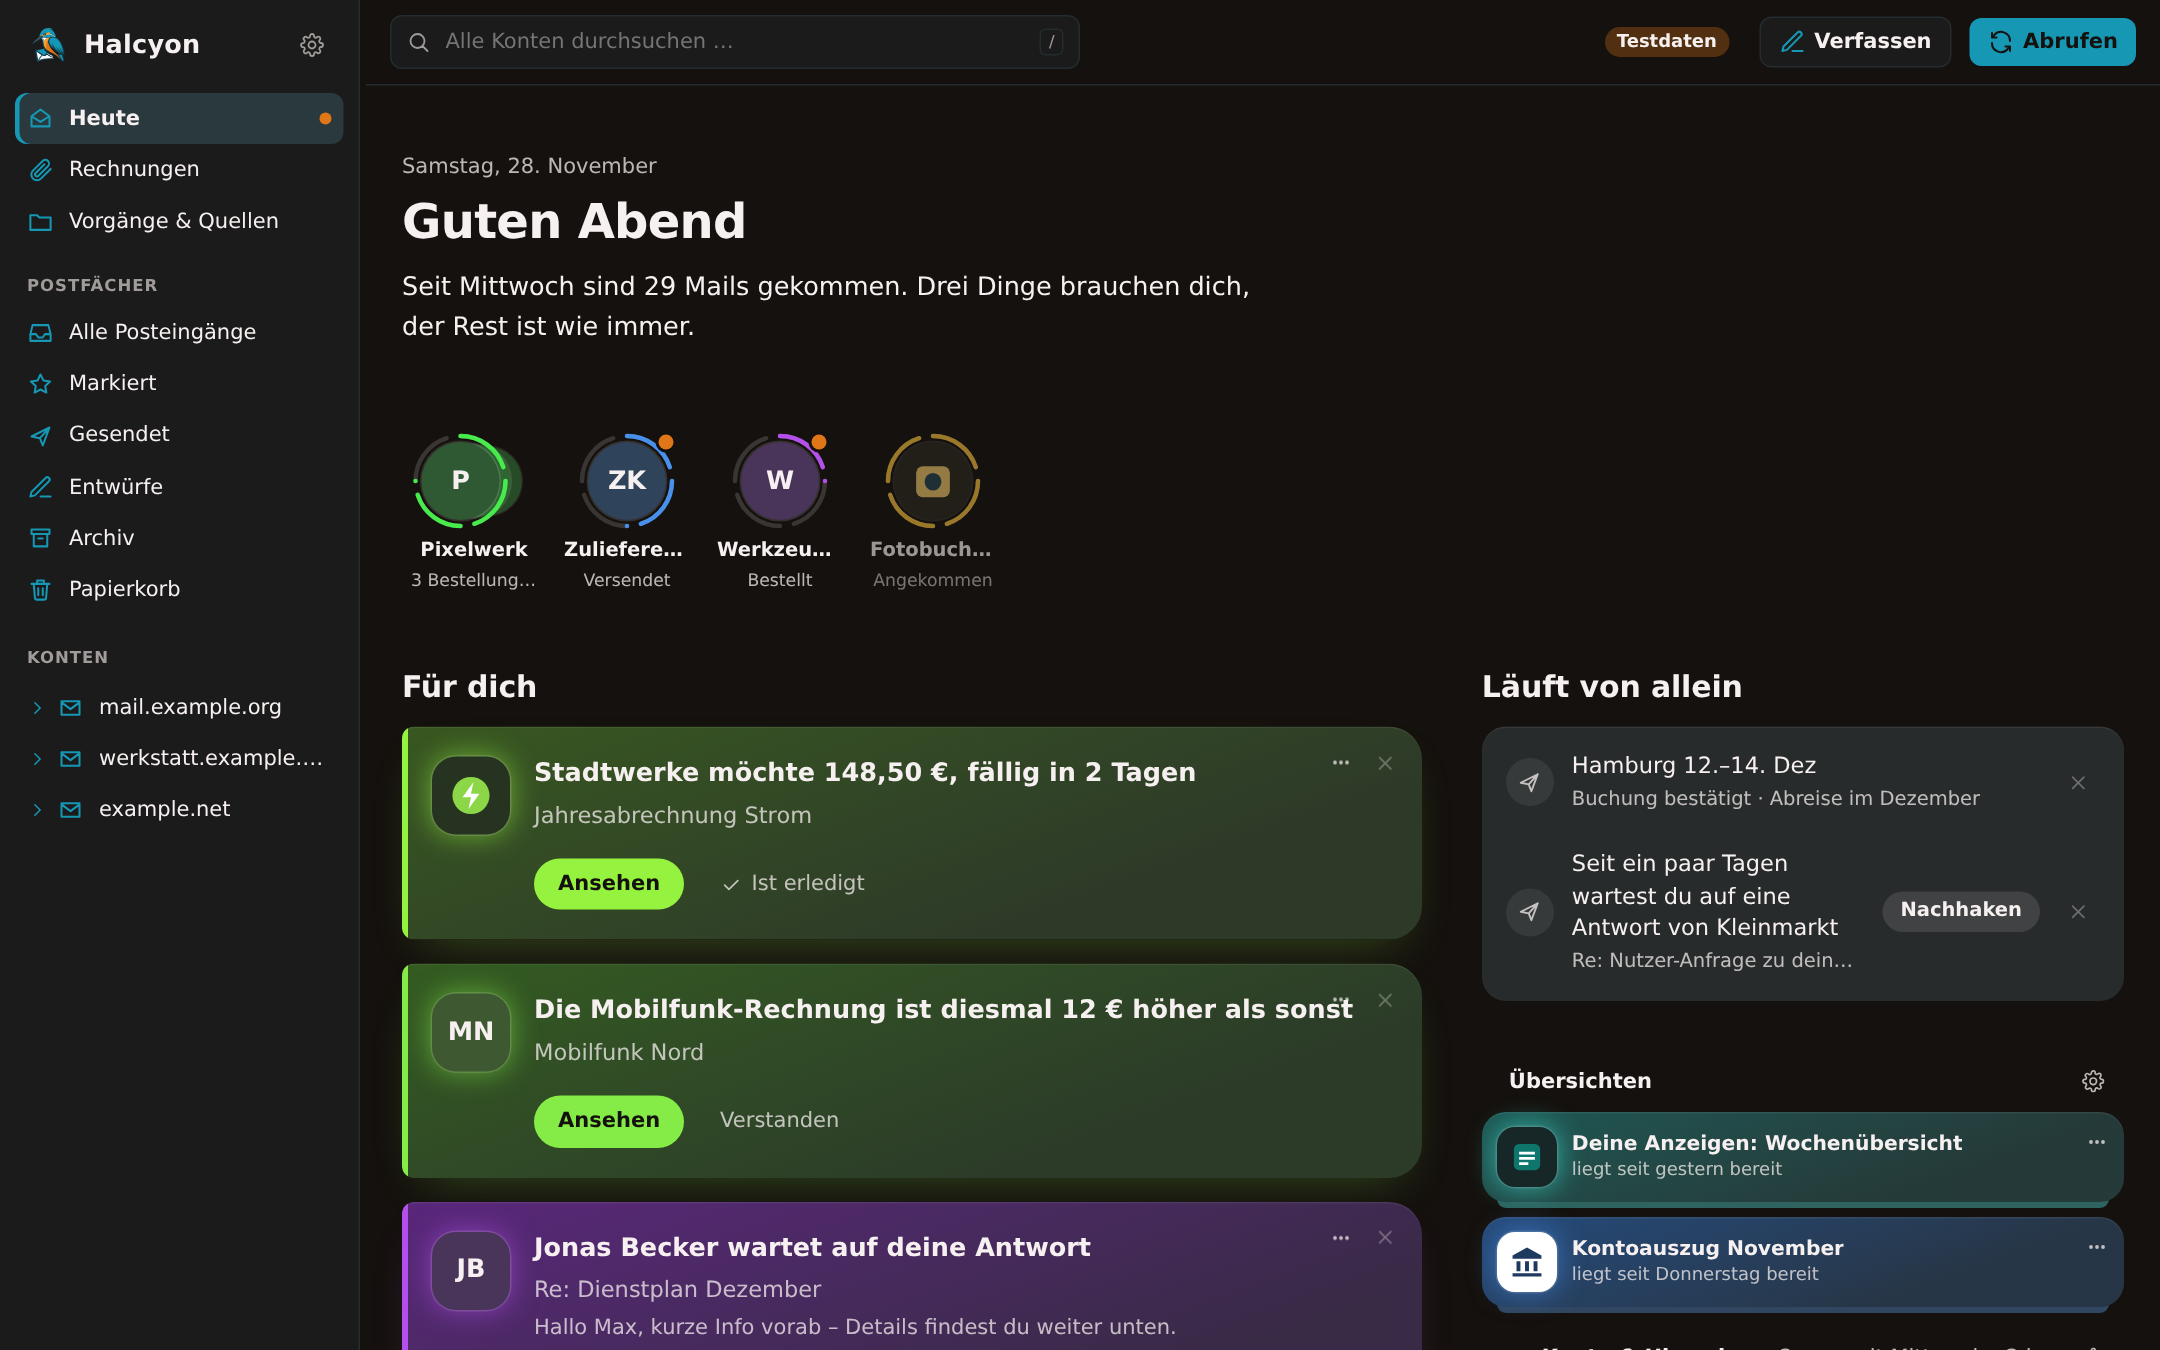 Halcyon
Alle Konten durchsuchen …
/
Testdaten
Verfassen
Abrufen
Heute
Rechnungen
Vorgänge & Quellen
POSTFÄCHER
Alle Posteingänge
Markiert
Gesendet
Entwürfe
Archiv
Papierkorb
KONTEN
mail.example.org
werkstatt.example.…
example.net
Samstag, 28. November
Guten Abend
Seit Mittwoch sind 29 Mails gekommen. Drei Dinge brauchen dich,
der Rest ist wie immer.
P
ZK
W
Pixelwerk
Zuliefere…
Werkzeu…
Fotobuch…
3 Bestellung…
Versendet
Bestellt
Angekommen
Für dich
Stadtwerke möchte 148,50 €, fällig in 2 Tagen
Jahresabrechnung Strom
Ansehen
Ist erledigt
MN
Die Mobilfunk-Rechnung ist diesmal 12 € höher als sonst
Mobilfunk Nord
Ansehen
Verstanden
JB
Jonas Becker wartet auf deine Antwort
Re: Dienstplan Dezember
Hallo Max, kurze Info vorab – Details findest du weiter unten.
Läuft von allein
Hamburg 12.–14. Dez
Buchung bestätigt · Abreise im Dezember
Seit ein paar Tagen
wartest du auf eine
Antwort von Kleinmarkt
Re: Nutzer-Anfrage zu dein…
Nachhaken
Übersichten
Deine Anzeigen: Wochenübersicht
liegt seit gestern bereit
Kontoauszug November
liegt seit Donnerstag bereit